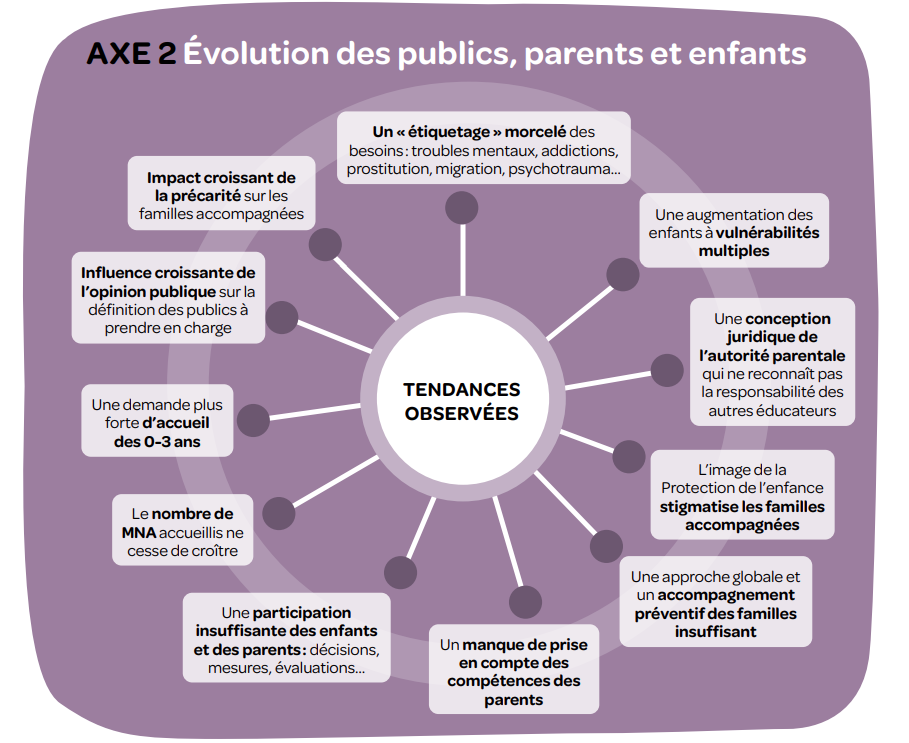 AXE 2 Évolution des publics, parents et enfants
Un « étiquetage » morcelé des
besoins : troubles mentaux, addictions,
prostitution, migration, psychotrauma...
Une augmentation des
enfants à vulnérabilités
multiples
Une conception
juridique de
l'autorité parentale
qui ne reconnaît pas
la responsabilité des
autres éducateurs
L'image de la
Protection de l'enfance
stigmatise les familles
accompagnées
Une approche globale et
un accompagnement
préventif des familles
insuffisant
Un manque de prise
en compte des
compétences des
parents
Une participation
insuffisante des enfants
et des parents : décisions,
mesures, évaluations...
Le nombre de
MNA accueillis ne
cesse de croître
Une demande plus
forte d'accueil
des 0-3 ans
Influence croissante de
l'opinion publique sur la
définition des publics à
prendre en charge
Impact croissant de
la précarité sur les
familles accompagnées
TENDANCES
OBSERVÉES